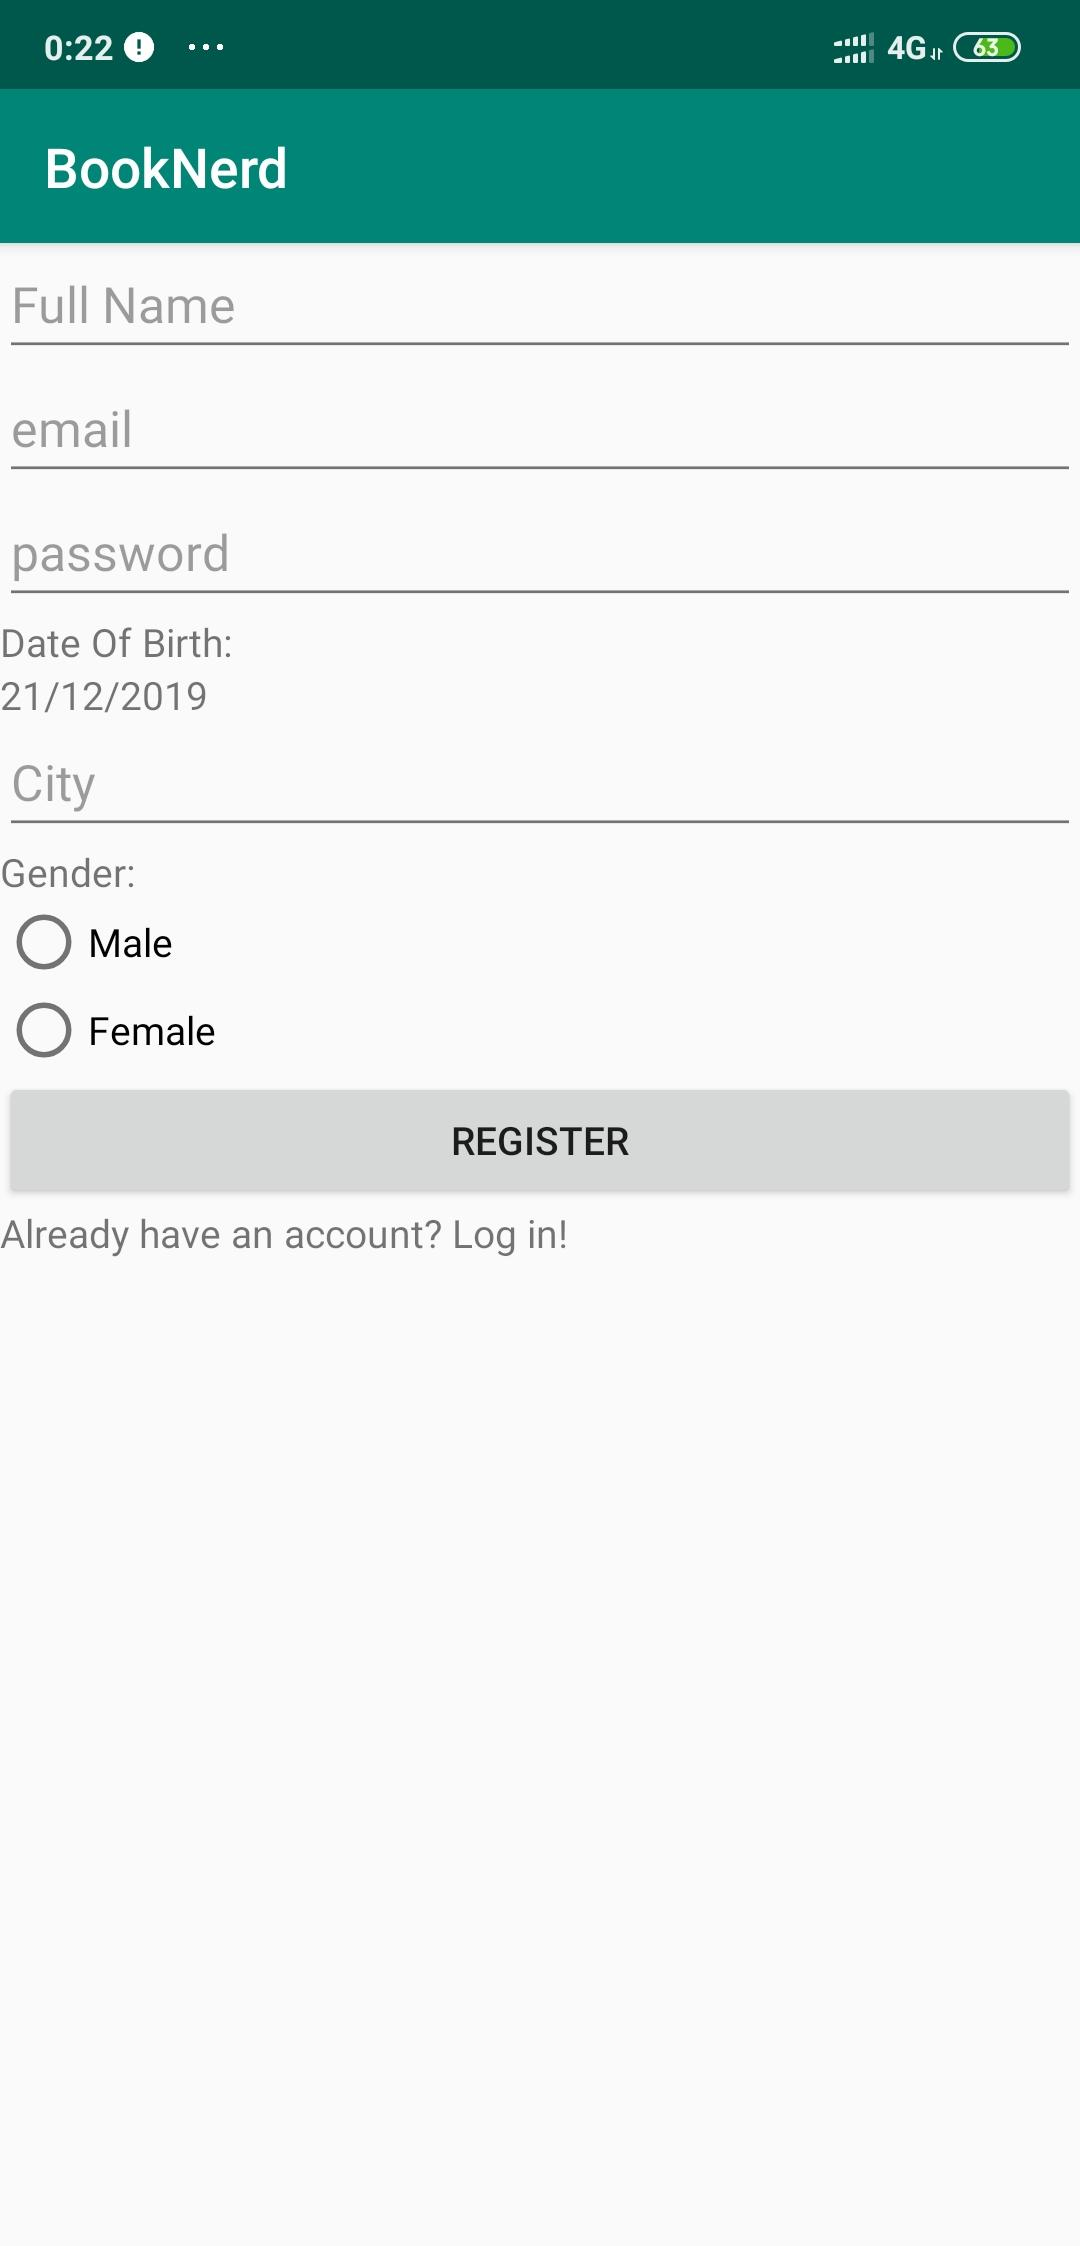 0:22 ... 4G 63
BookNerd
Full Name
email
password
Date Of Birth:
21/12/2019
City
Gender:
Male
Female
REGISTER
Already have an account? Log in!